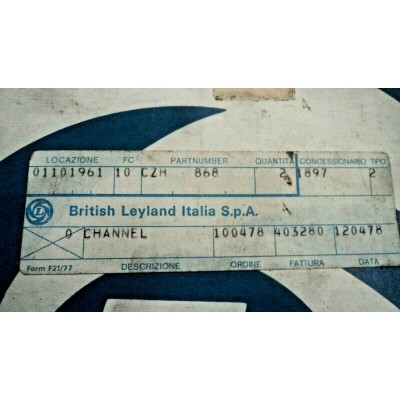 LOCAZIONE FC PARTNUMBER QUANTITÀ CONCESSIONARIO TIPO
01101961 10 CZH 868 2 1897 2
L
British Leyland Italia S.p.A.
0 CHANNEL 100478 403280 120478
Form F21/77 DESCRIZIONE ORDINE FATTURA DATA